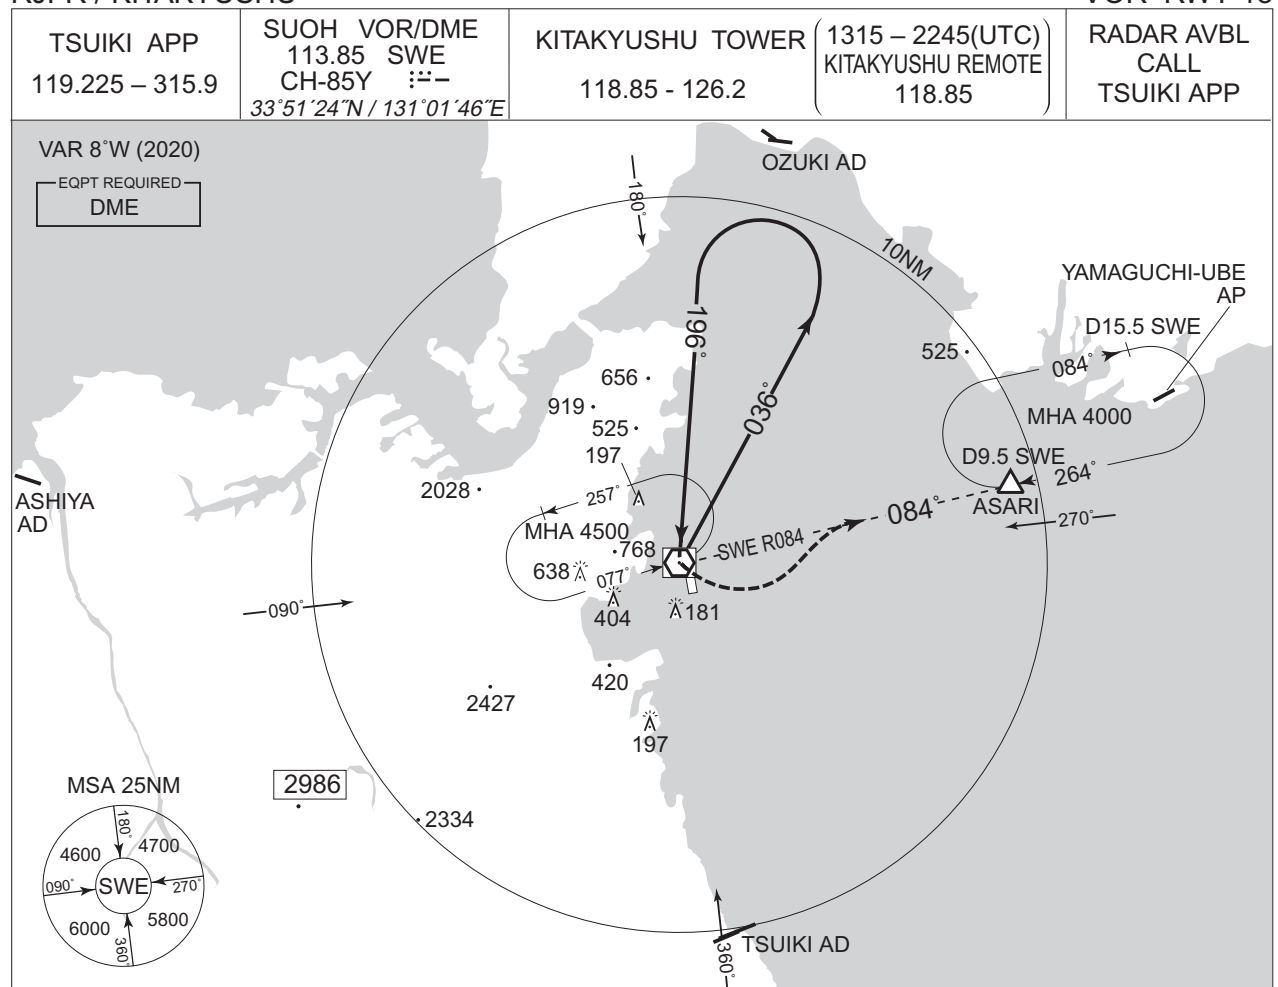 TSUIKI APP
119.225 – 315.9
SUOH VOR/DME
113.85 SWE
CH-85Y
33˚51´24˝N / 131˚01´46˝E
KITAKYUSHU TOWER
118.85 - 126.2
1315 – 2245(UTC)
KITAKYUSHU REMOTE
118.85
RADAR AVBL
CALL
TSUIKI APP
VAR 8˚W (2020)
EQPT REQUIRED
DME
OZUKI AD
180˚
10NM
YAMAGUCHI-UBE
AP
D15.5 SWE
196˚
525
084˚
656
919
036˚
MHA 4000
525
197
D9.5 SWE
264˚
2028
257˚
ASHIYA
AD
ASARI
084˚
270˚
MHA 4500
SWE R084
768
638
077˚
090˚
404
181
420
2427
197
MSA 25NM
2986
2334
180˚
4600
4700
090˚
SWE
270˚
6000
5800
360˚
TSUIKI AD
360˚